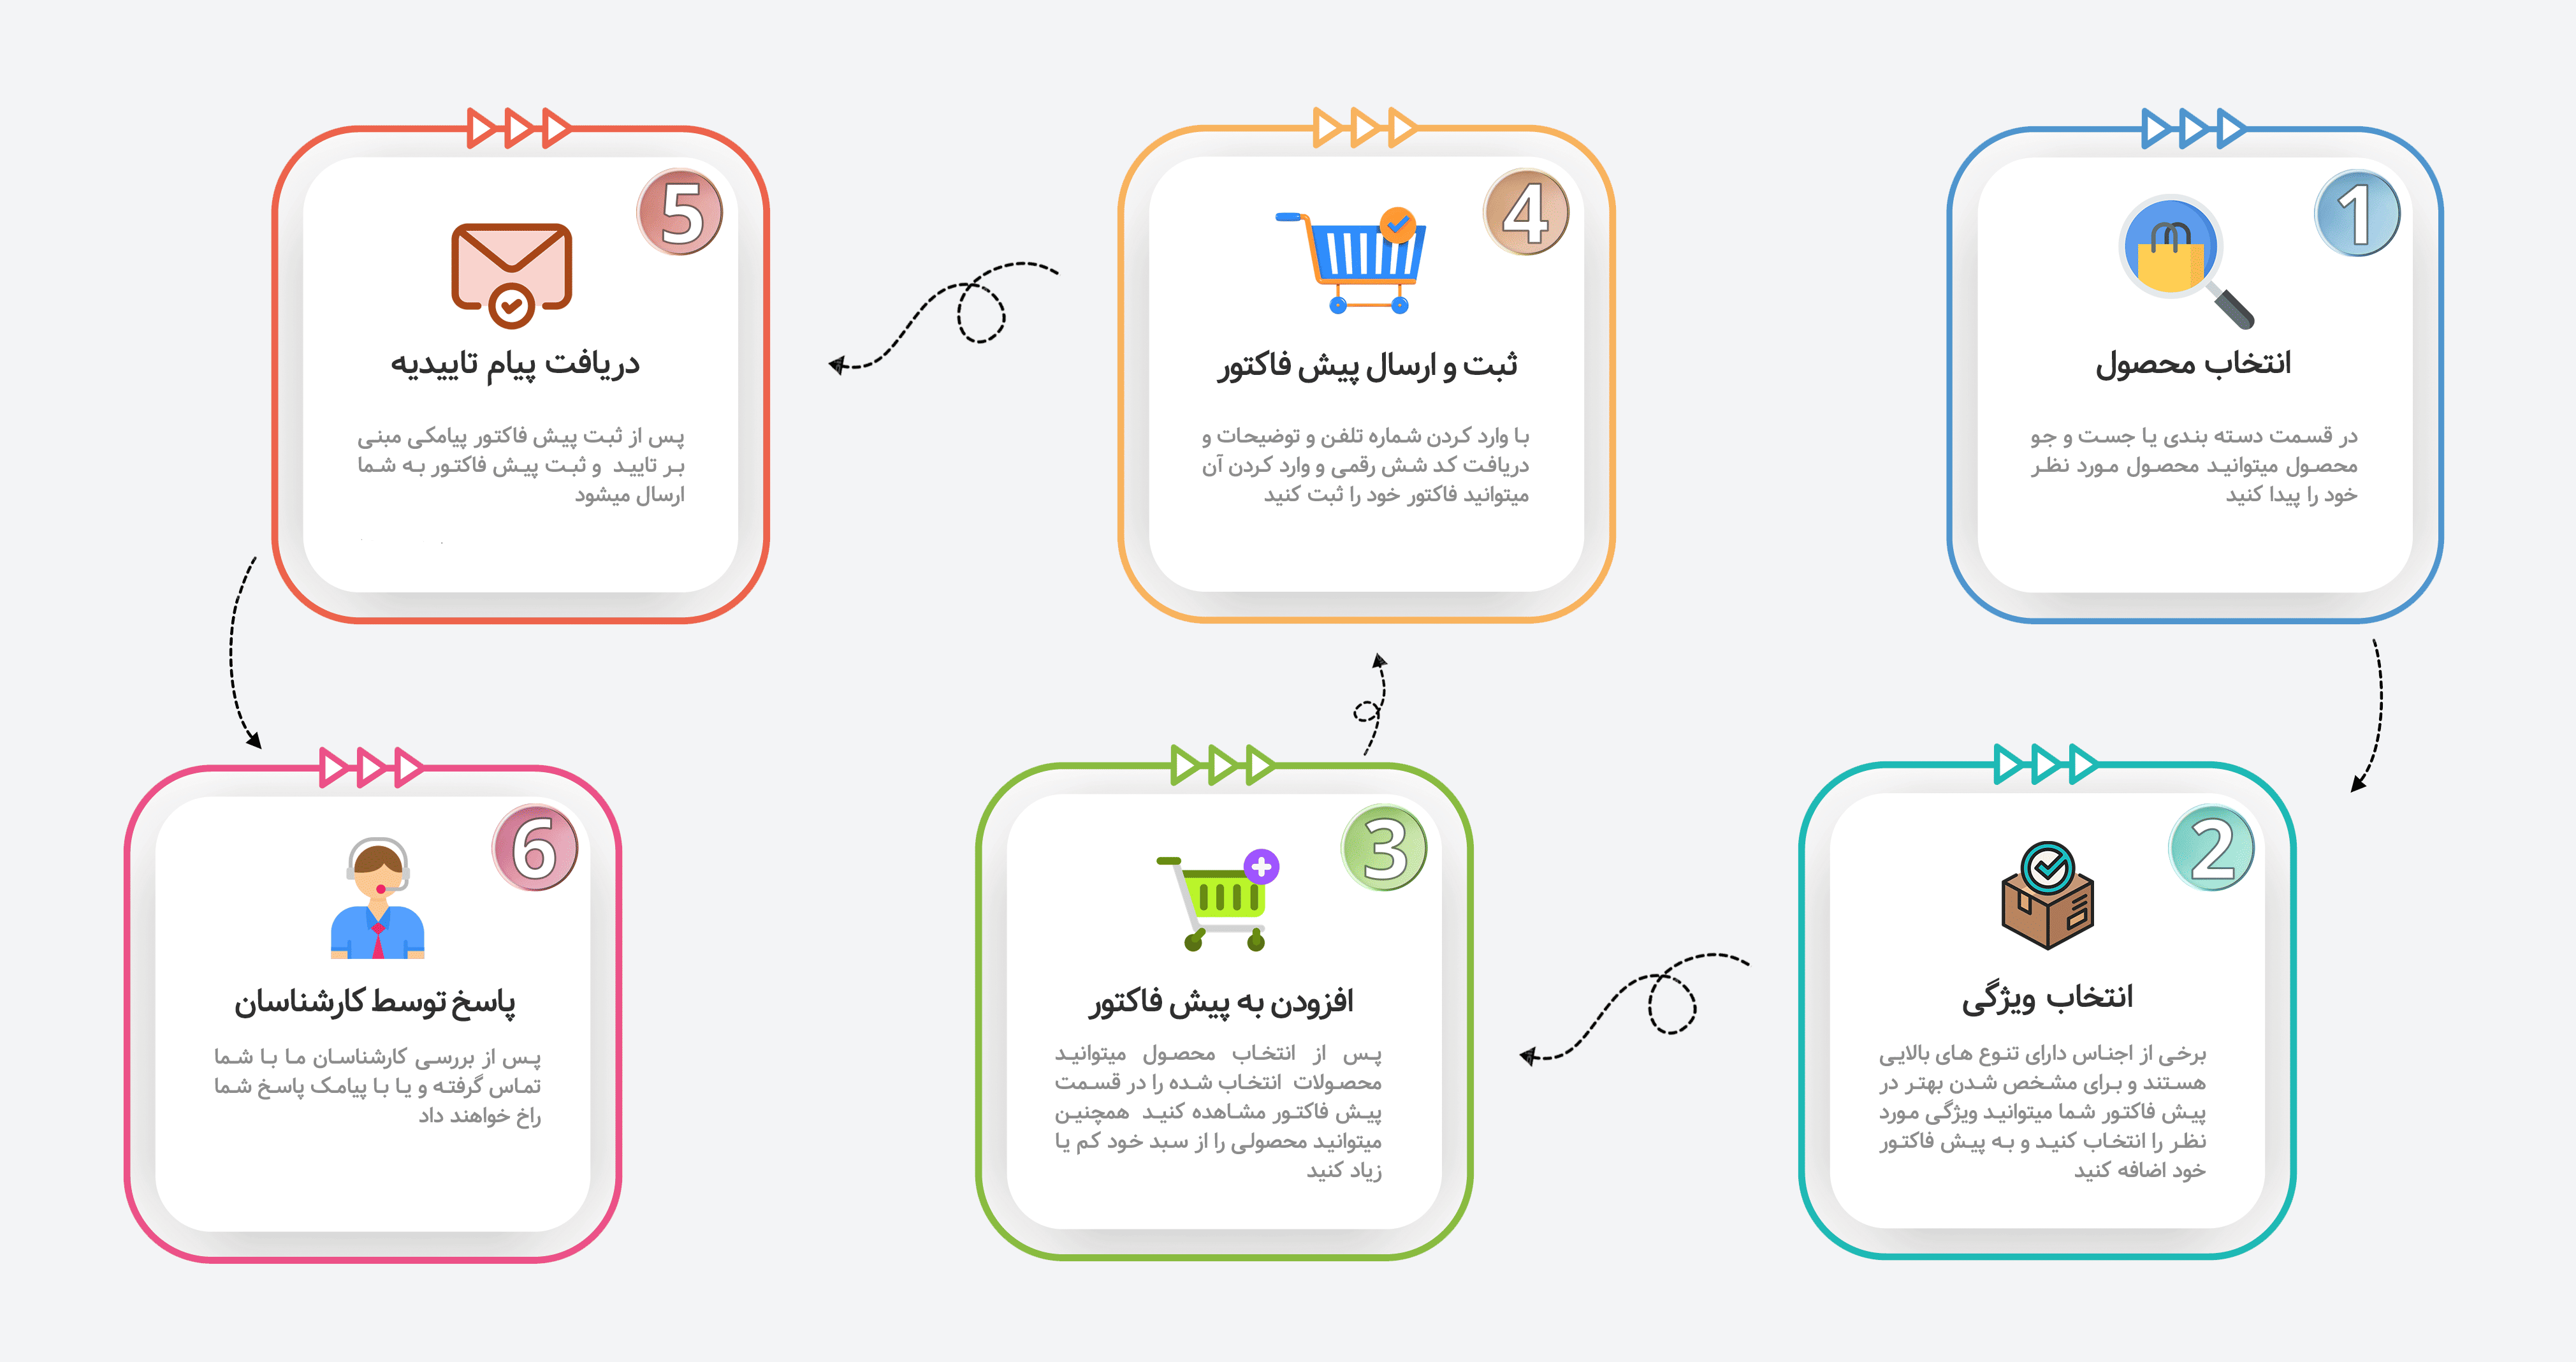 1
انتخاب محصول
در قسمت دسته بندی یا جست و جو
محصول میتوانید محصول مورد نظر
خود را پیدا کنید
2
انتخاب ویژگی
برخی از اجناس دارای تنوع های بالایی
هستند و برای مشخص شدن بهتر در
پیش فاکتور شما میتوانید ویژگی مورد
نظر را انتخاب کنید و به پیش فاکتور
خود اضافه کنید
3
افزودن به پیش فاکتور
پس از انتخاب محصول میتوانید
محصولات انتخاب شده را در قسمت
پیش فاکتور مشاهده کنید همچنین
میتوانید محصولی را از سبد خود کم یا
زیاد کنید
4
ثبت و ارسال پیش فاکتور
با وارد کردن شماره تلفن و توضیحات و
دریافت کد شش رقمی و وارد کردن آن
میتوانید فاکتور خود را ثبت کنید
5
دریافت پیام تاییدیه
پس از ثبت پیش فاکتور پیامکی مبنی
بر تایید و ثبت پیش فاکتور به شما
ارسال میشود
6
پاسخ توسط کارشناسان
پس از بررسی کارشناسان ما با شما
تماس گرفته و یا با پیامک پاسخ شما
راخ خواهند داد